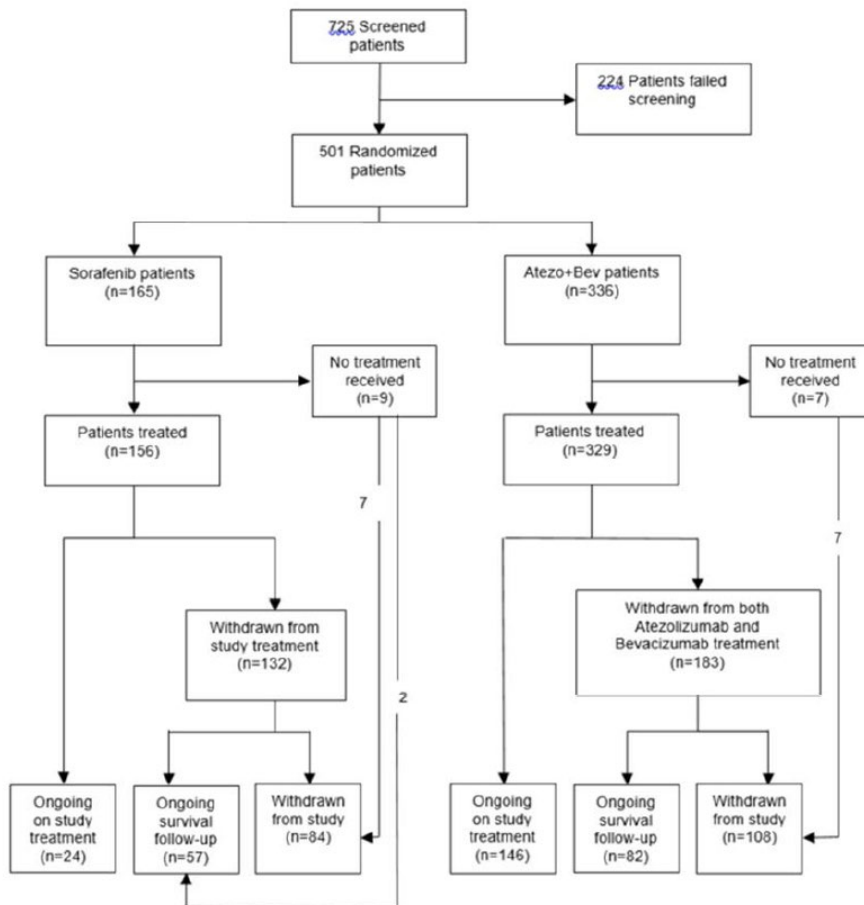 725 Screened
patients
224 Patients failed
screening
501 Randomized
patients
Sorafenib patients
(n=165)
Atezo+Bev patients
(n=336)
No treatment
received
(n=9)
No treatment
received
(n=7)
Patients treated
(n=156)
Patients treated
(n=329)
7
7
Withdrawn from
study treatment
(n=132)
Withdrawn from both
Atezolizumab and
Bevacizumab treatment
(n=183)
2
Ongoing
on study
treatment
(n=24)
Ongoing
survival
follow-up
(n=57)
Withdrawn
from study
(n=84)
Ongoing
on study
treatment
(n=146)
Ongoing
survival
follow-up
(n=82)
Withdrawn
from study
(n=108)